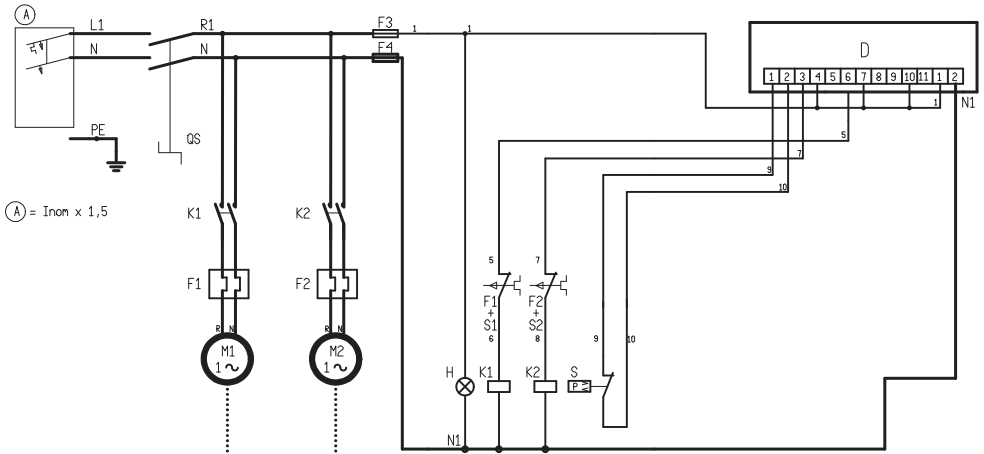 A
L1
R1
F3
1
1
N
N
F4
D
1 2 3 4 5 6 7 8 9 10 11 1 2
1
N1
PE
QS
5
7
9
10
A = Inom x 1,5
K1
K2
5
7
F1
F2
F1
+
S1
F2
+
S2
R N
R N
6
8
9
10
M1
1 ~
M2
1 ~
H
K1
K2
S
P
N1